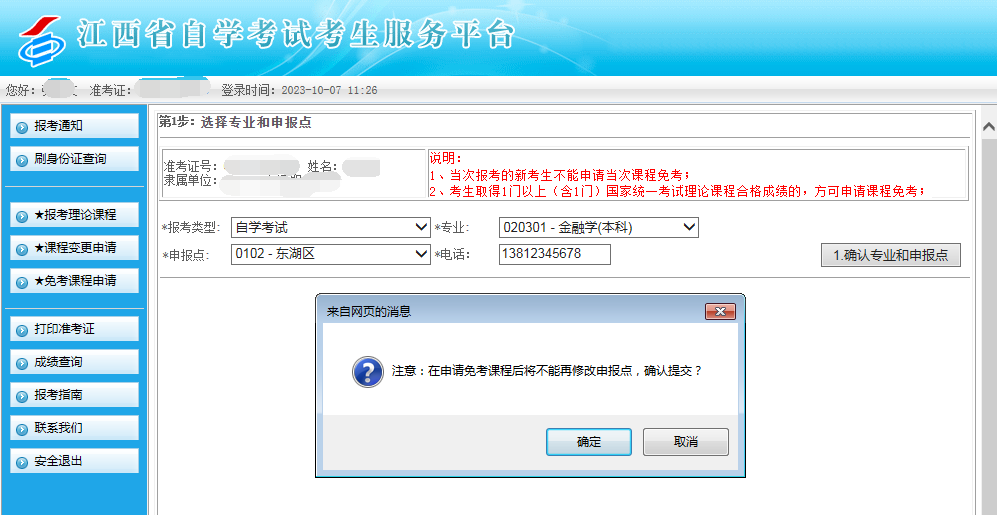 江西省自学考试考生服务平台
您好： 准考证： 登录时间：2023-10-07 11:26
报考通知
刷身份证查询
★报考理论课程
★课程变更申请
★免考课程申请
打印准考证
成绩查询
报考指南
联系我们
安全退出
第1步：选择专业和申报点
准考证号： 姓名：
隶属单位：
说明：
1、当次报考的新考生不能申请当次课程免考；
2、考生取得1门以上（含1门）国家统一考试理论课程合格成绩的，方可申请课程免考；
*报考类型： 自学考试 *专业： 020301 - 金融学(本科)
*申报点： 0102 - 东湖区 *电话： 13812345678 1.确认专业和申报点
来自网页的消息
注意：在申请免考课程后将不能再修改申报点，确认提交？
确定 取消